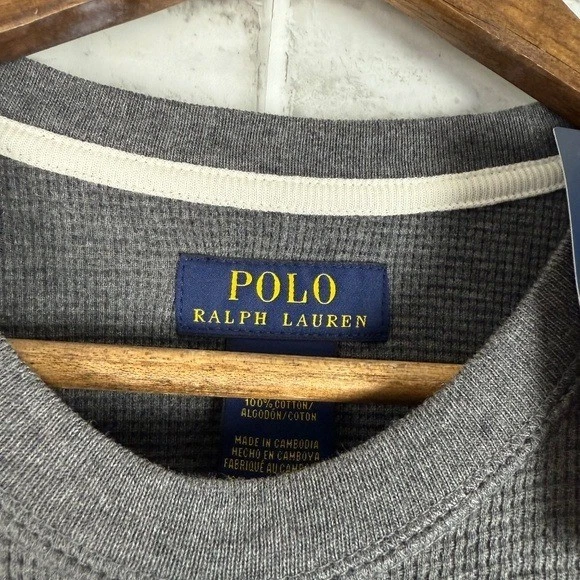 POLO
RALPH LAUREN
100% COTTON/
ALGODÓN/COTON
MADE IN CAMBODIA
HECHO EN CAMBOYA
FABRIQUÉ AU